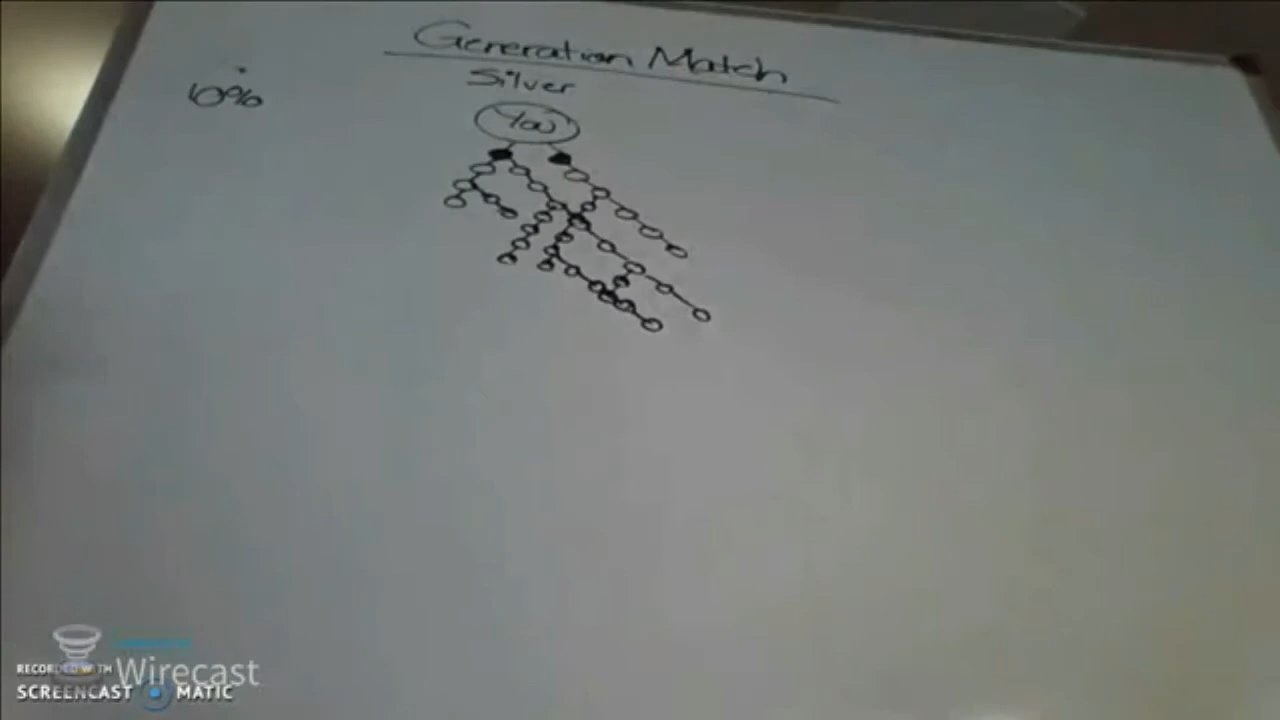 Generation Match
Silver
10%
You
Wirecast
RECORDED WITH
SCREENCAST MATIC